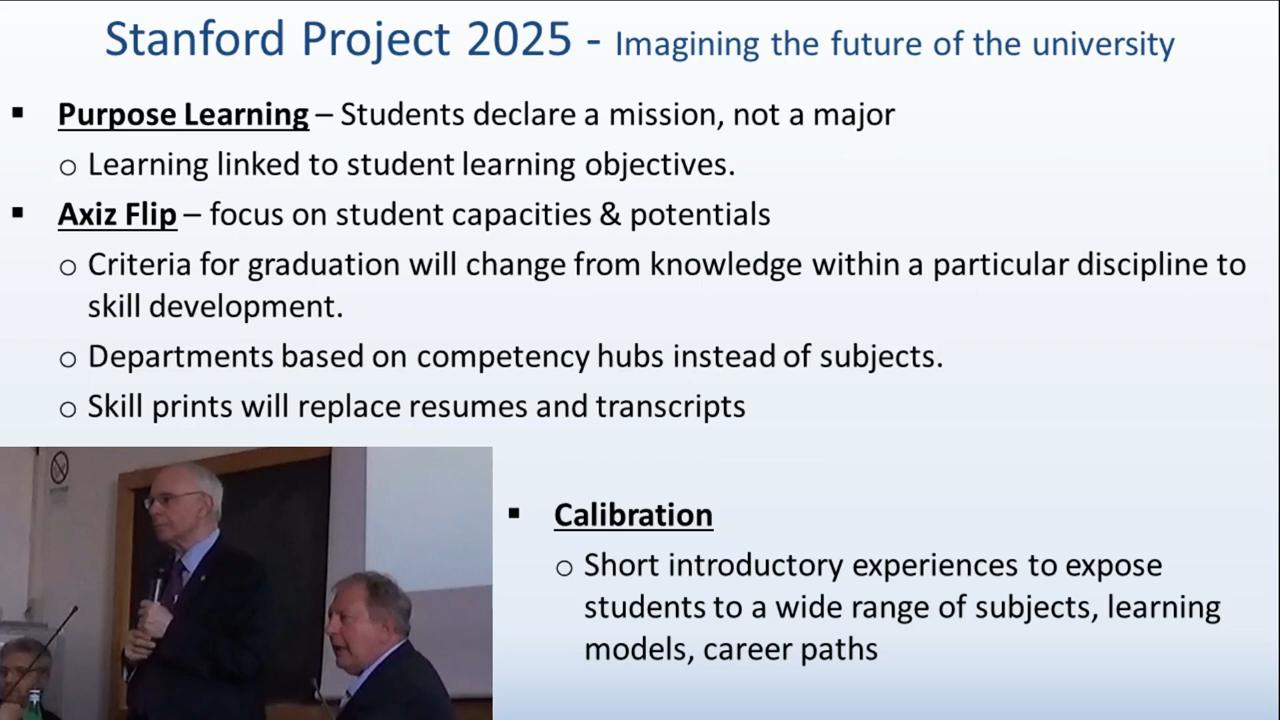 Stanford Project 2025 - Imagining the future of the university
▪ Purpose Learning – Students declare a mission, not a major
o Learning linked to student learning objectives.
▪ Axiz Flip – focus on student capacities & potentials
o Criteria for graduation will change from knowledge within a particular discipline to
skill development.
o Departments based on competency hubs instead of subjects.
o Skill prints will replace resumes and transcripts
▪ Calibration
o Short introductory experiences to expose
students to a wide range of subjects, learning
models, career paths